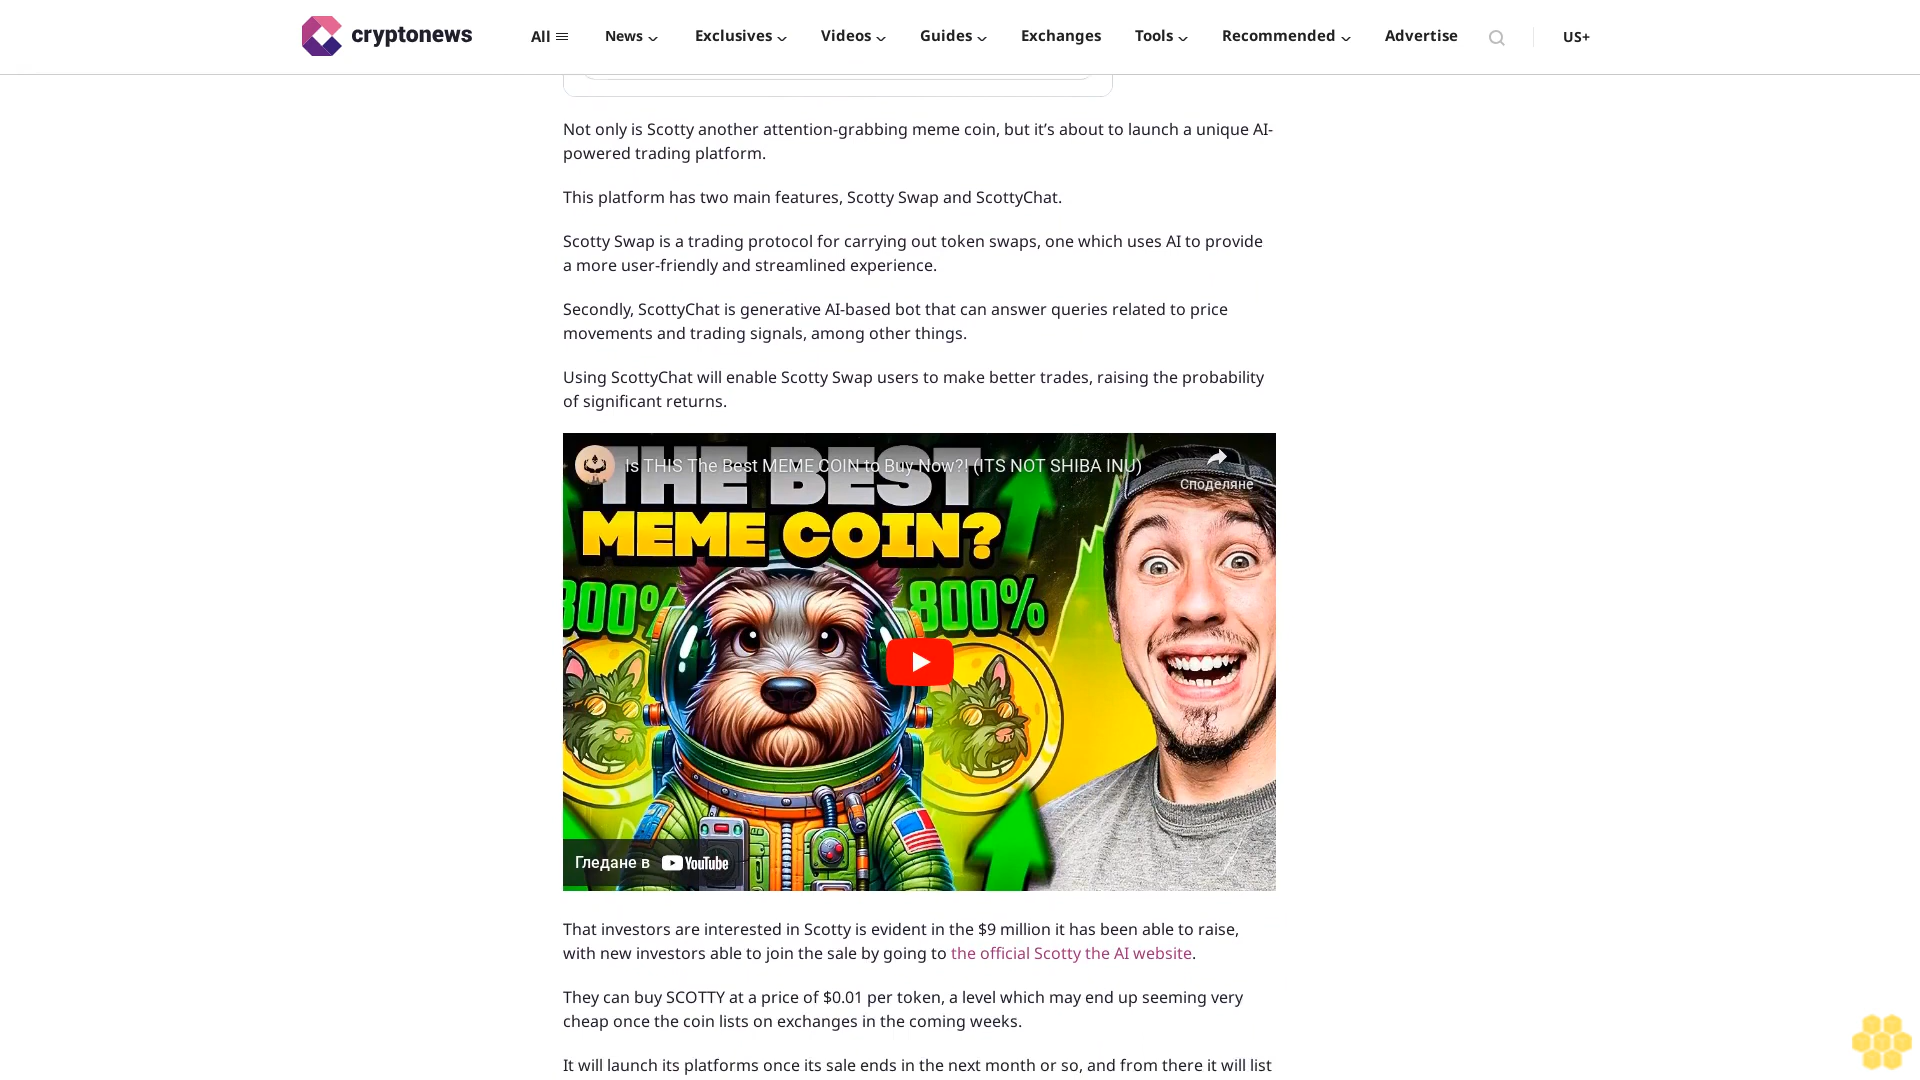 cryptonews
All
News
Exclusives
Videos
Guides
Exchanges
Tools
Recommended
Advertise
US+
Not only is Scotty another attention-grabbing meme coin, but it’s about to launch a unique AI-
powered trading platform.
This platform has two main features, Scotty Swap and ScottyChat.
Scotty Swap is a trading protocol for carrying out token swaps, one which uses AI to provide
a more user-friendly and streamlined experience.
Secondly, ScottyChat is generative AI-based bot that can answer queries related to price
movements and trading signals, among other things.
Using ScottyChat will enable Scotty Swap users to make better trades, raising the probability
of significant returns.
Is THIS The Best MEME COIN to Buy Now?! (ITS NOT SHIBA INU)
Споделяне
THE BEST
MEME COIN?
800%
800%
Гледане в YouTube
That investors are interested in Scotty is evident in the $9 million it has been able to raise,
with new investors able to join the sale by going to the official Scotty the AI website.
They can buy SCOTTY at a price of $0.01 per token, a level which may end up seeming very
cheap once the coin lists on exchanges in the coming weeks.
It will launch its platforms once its sale ends in the next month or so, and from there it will list